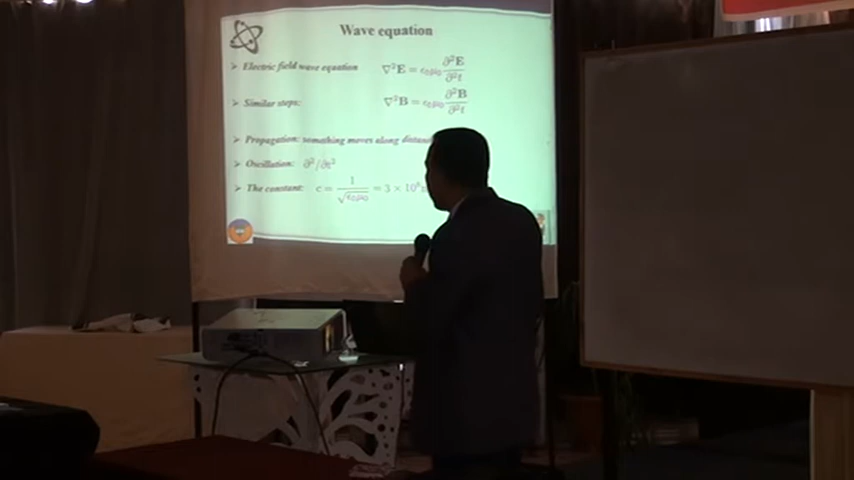 Wave equation
➢ Electric field wave equation ∇²E = ε₀μ₀ ∂²E/∂²t
➢ Similar steps: ∇²B = ε₀μ₀ ∂²B/∂²t
➢ Propagation: something moves along
➢ Oscillation: ∂²/∂t²
➢ The constant: c = 1/√ε₀μ₀ = 3 × 10⁸